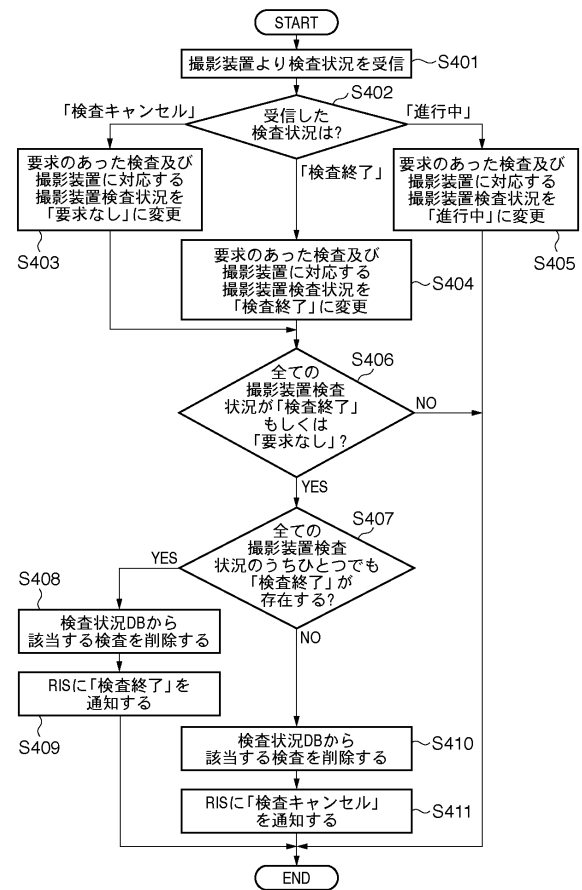 START
撮影装置より検査状況を受信
S401
S402
受信した
検査状況は?
「検査キャンセル」
「進行中」
「検査終了」
要求のあった検査及び
撮影装置に対応する
撮影装置検査状況を
「要求なし」に変更
S403
要求のあった検査及び
撮影装置に対応する
撮影装置検査状況を
「検査終了」に変更
S404
要求のあった検査及び
撮影装置に対応する
撮影装置検査状況を
「進行中」に変更
S405
S406
全ての
撮影装置検査
状況が「検査終了」
もしくは
「要求なし」?
NO
YES
S407
全ての
撮影装置検査
状況のうちひとつでも
「検査終了」が
存在する?
YES
NO
S408
検査状況DBから
該当する検査を削除する
RISに「検査終了」を
通知する
S409
検査状況DBから
該当する検査を削除する
S410
RISに「検査キャンセル」
を通知する
S411
END